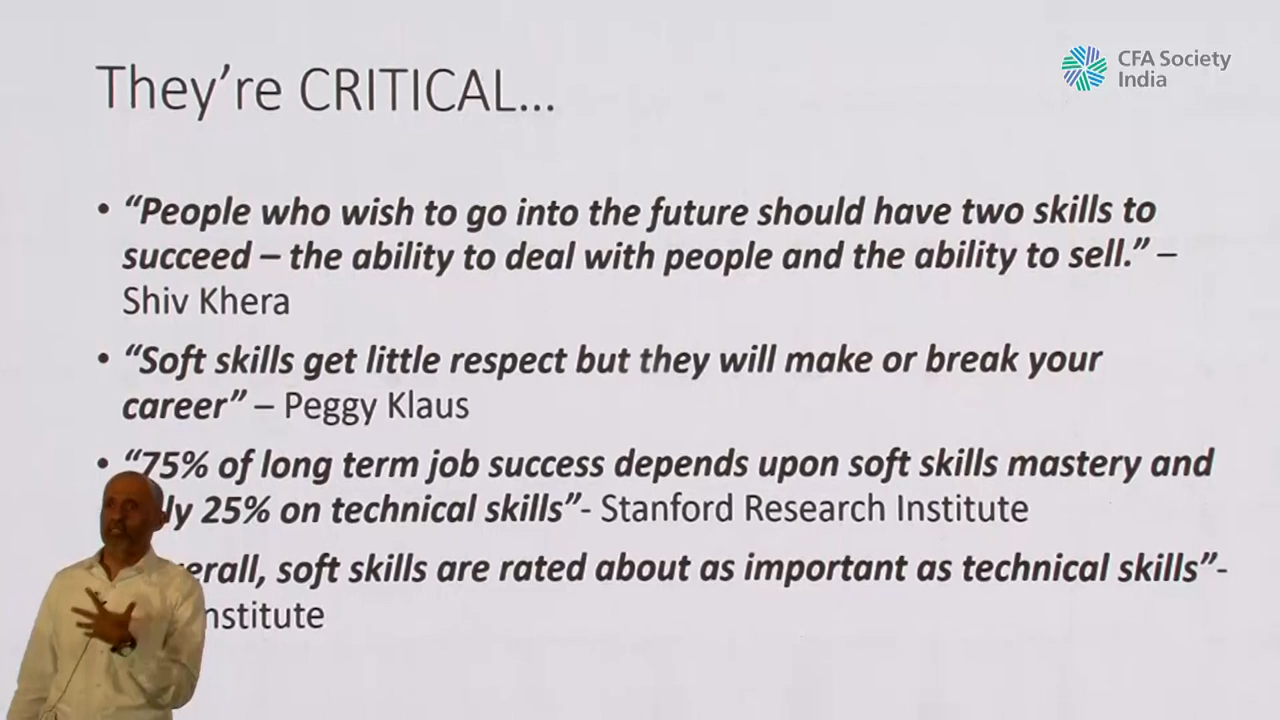 They're CRITICAL...
CFA Society
India
• “People who wish to go into the future should have two skills to
succeed – the ability to deal with people and the ability to sell.” –
Shiv Khera
• “Soft skills get little respect but they will make or break your
career” – Peggy Klaus
• “75% of long term job success depends upon soft skills mastery and
25% on technical skills”- Stanford Research Institute
soft skills are rated about as important as technical skills”-